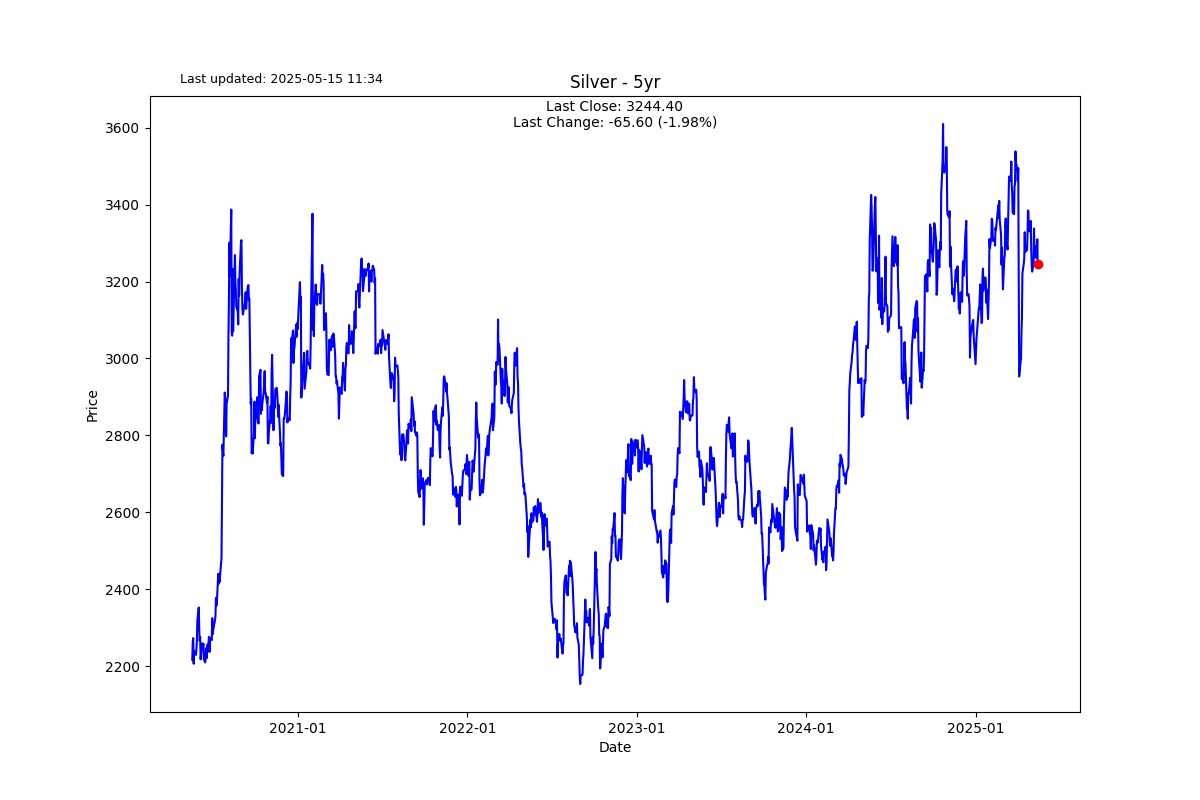 Last updated: 2025-05-15 11:34
Silver - 5yr
Last Close: 3244.40
Last Change: -65.60 (-1.98%)
Price
3600
3400
3200
3000
2800
2600
2400
2200
2021-01
2022-01
2023-01
2024-01
2025-01
Date